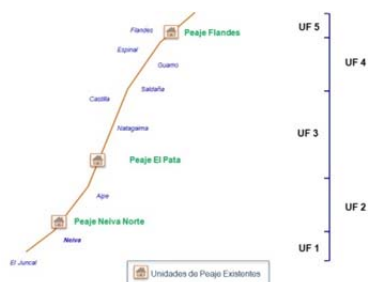 Flandes
Peaje Flandes
UF 5
Espinal
Guamo
UF 4
Saldaña
Castilla
Natagaima
UF 3
Peaje El Pata
Aipe
UF 2
Peaje Neiva Norte
Neiva
UF 1
El Juncal
Unidades de Peaje Existentes